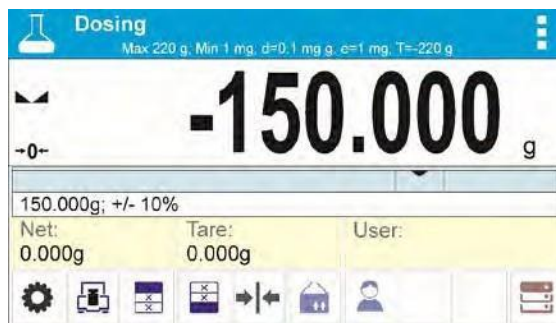 Dosing
Max 220 g; Min 1 mg, d=0.1 mg g, e=1 mg, T=-220 g
→0←
-150.000 g
150.000g; +/- 10%
Net: Tare: User:
0.000g 0.000g